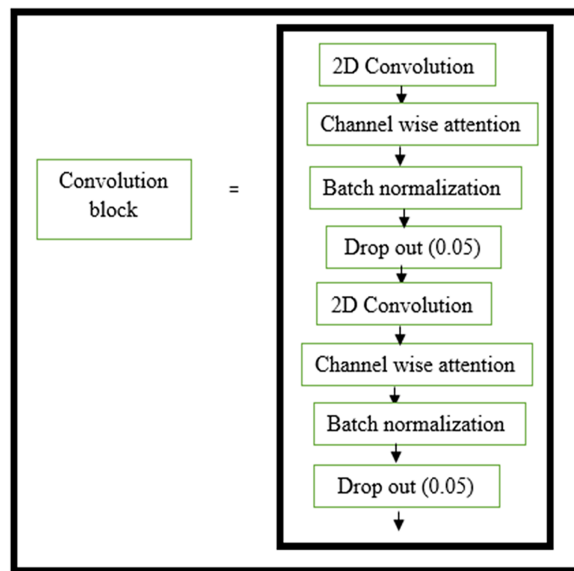 Convolution
block
=
2D Convolution
Channel wise attention
Batch normalization
Drop out (0.05)
2D Convolution
Channel wise attention
Batch normalization
Drop out (0.05)